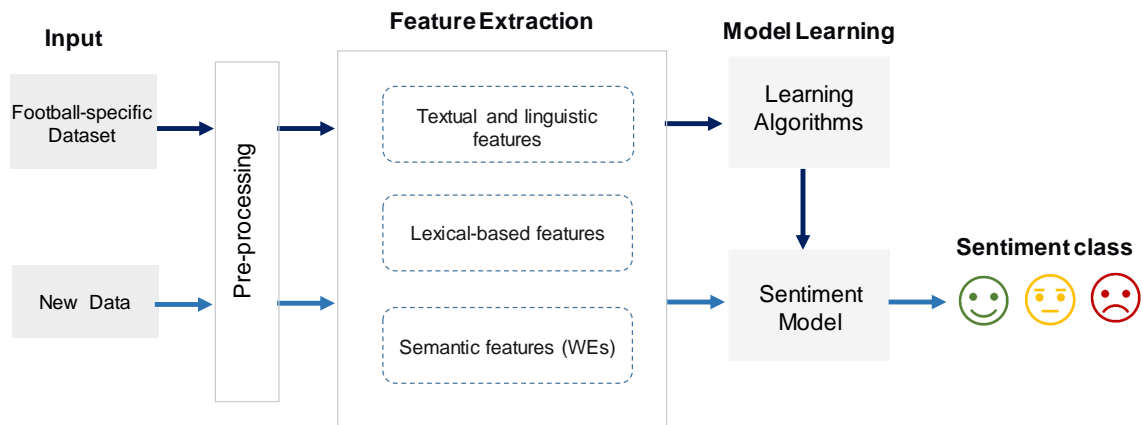 Input
Football-specific
Dataset
New Data
Pre-processing
Feature Extraction
Textual and linguistic
features
Lexical-based features
Semantic features (WEs)
Model Learning
Learning
Algorithms
Sentiment
Model
Sentiment class